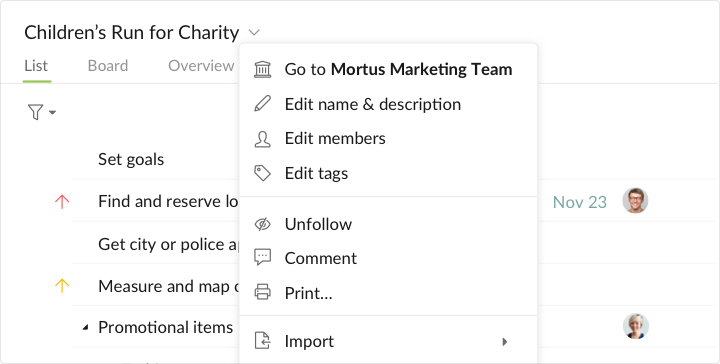 Children's Run for Charity
List Board Overview
Go to Mortus Marketing Team
Edit name & description
Edit members
Edit tags
Set goals
Find and reserve lo
Nov 23
Unfollow
Get city or police a
Comment
Measure and map
Print...
Promotional items
Import